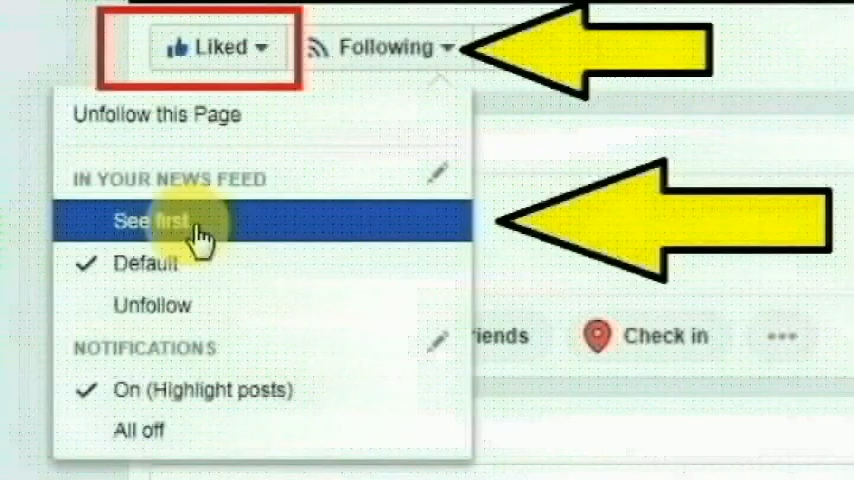 Liked Following
Unfollow this Page
IN YOUR NEWS FEED
See first
Default
Unfollow
riends Check in
NOTIFICATIONS
On (Highlight posts)
All off